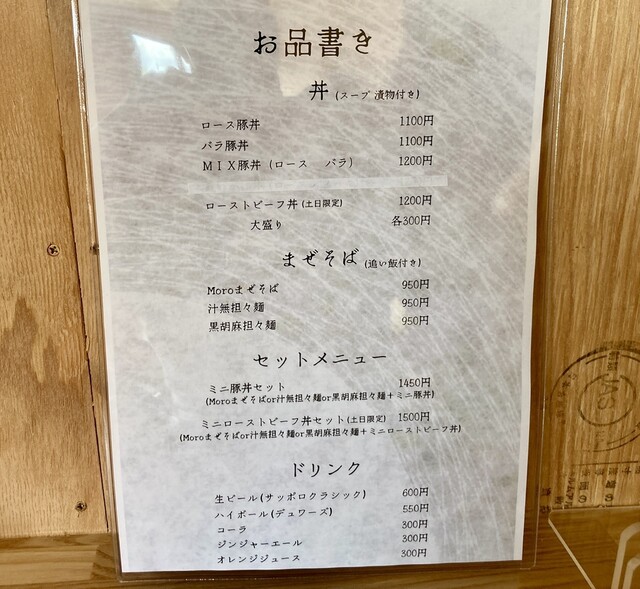 お品書き
丼 (スープ 漬物付き)
ロース豚丼 1100円
バラ豚丼 1100円
MIX豚丼 (ロース バラ) 1200円
ローストビーフ丼 (土日限定) 1200円
大盛り 各300円
まぜそば (追い飯付き)
Moroまぜそば 950円
汁無担々麺 950円
黒胡麻担々麺 950円
セットメニュー
ミニ豚丼セット 1450円
(Moroまぜそばor汁無担々麺or黒胡麻担々麺+ミニ豚丼)
ミニローストビーフ丼セット (土日限定) 1500円
(Moroまぜそばor汁無担々麺or黒胡麻担々麺+ミニローストビーフ丼)
ドリンク
生ビール(サッポロクラシック) 600円
ハイボール(デュワーズ) 550円
コーラ 300円
ジンジャーエール 300円
オレンジジュース 300円
JAS